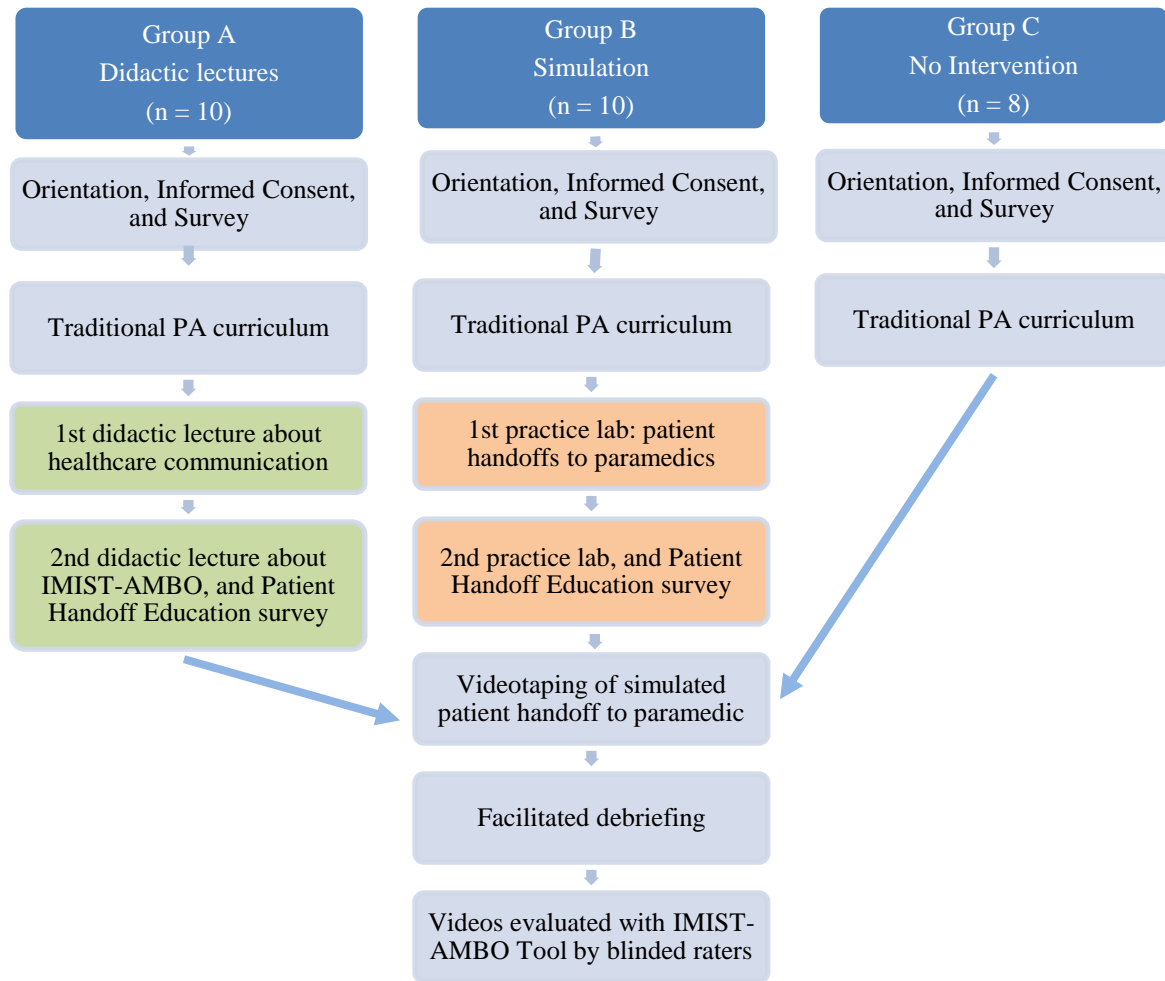 Group A
Didactic lectures
(n = 10)
Orientation, Informed Consent,
and Survey
Traditional PA curriculum
1st didactic lecture about
healthcare communication
2nd didactic lecture about
IMIST-AMBO, and Patient
Handoff Education survey
Group B
Simulation
(n = 10)
Orientation, Informed Consent,
and Survey
Traditional PA curriculum
1st practice lab: patient
handoffs to paramedics
2nd practice lab, and Patient
Handoff Education survey
Group C
No Intervention
(n = 8)
Orientation, Informed Consent,
and Survey
Traditional PA curriculum
Videotaping of simulated
patient handoff to paramedic
Facilitated debriefing
Videos evaluated with IMIST-
AMBO Tool by blinded raters